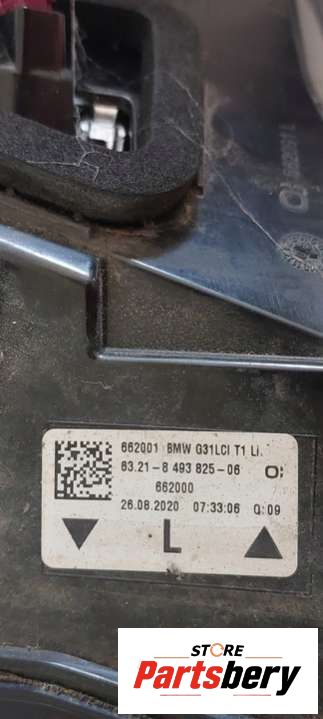 662001 BMW G31LCI T1 LI.
63.21-8 493 825-06
662000
26.08.2020 07:33:06 Q:09
L
STORE
Partsbery